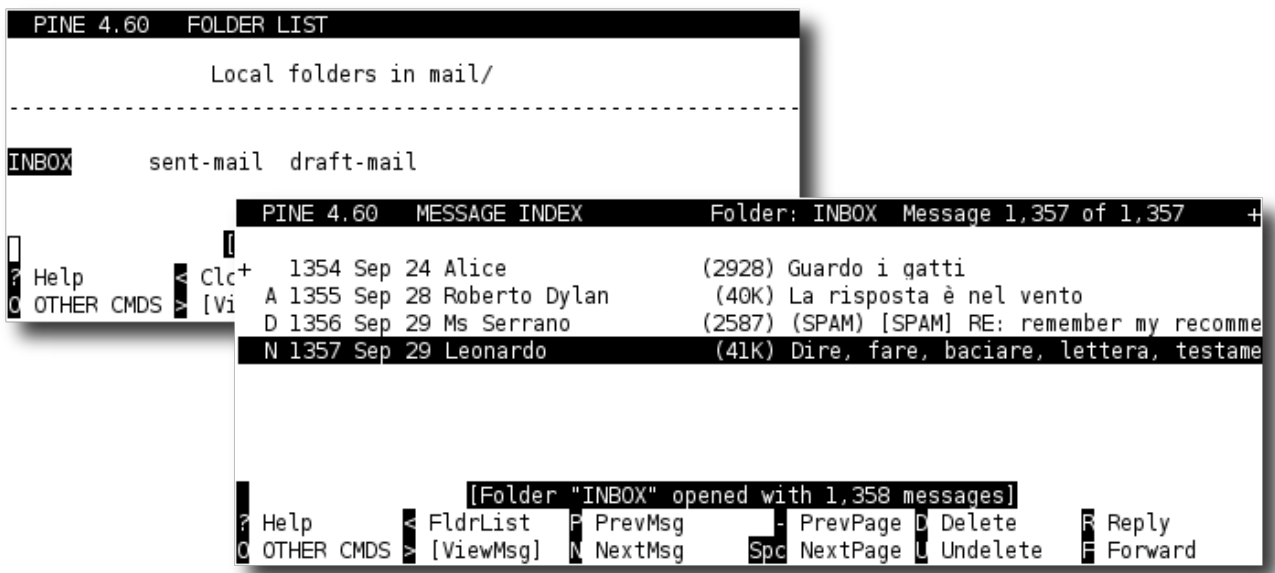 PINE 4.60 FOLDER LIST
Local folders in mail/
INBOX sent-mail draft-mail
[
? Help < Clo
O OTHER CMDS > [Vi
PINE 4.60 MESSAGE INDEX Folder: INBOX Message 1,357 of 1,357 +
+ 1354 Sep 24 Alice (2928) Guardo i gatti
A 1355 Sep 28 Roberto Dylan (40K) La risposta è nel vento
D 1356 Sep 29 Ms Serrano (2587) (SPAM) [SPAM] RE: remember my recomme
N 1357 Sep 29 Leonardo (41K) Dire, fare, baciare, lettera, testame
[Folder "INBOX" opened with 1,358 messages]
? Help < FldrList P PrevMsg - PrevPage D Delete R Reply
O OTHER CMDS > [ViewMsg] N NextMsg Spc NextPage U Undelete F Forward